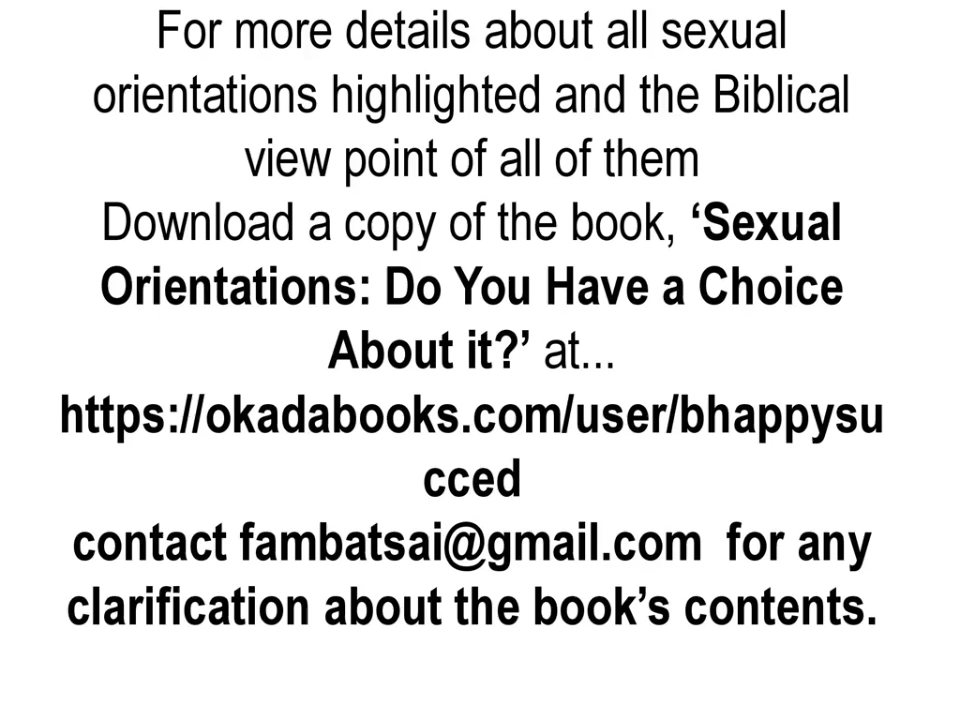 For more details about all sexual
orientations highlighted and the Biblical
view point of all of them
Download a copy of the book, ‘Sexual
Orientations: Do You Have a Choice
About it?’ at...
https://okadabooks.com/user/bhappysu
cced
contact fambatsai@gmail.com  for any
clarification about the book’s contents.